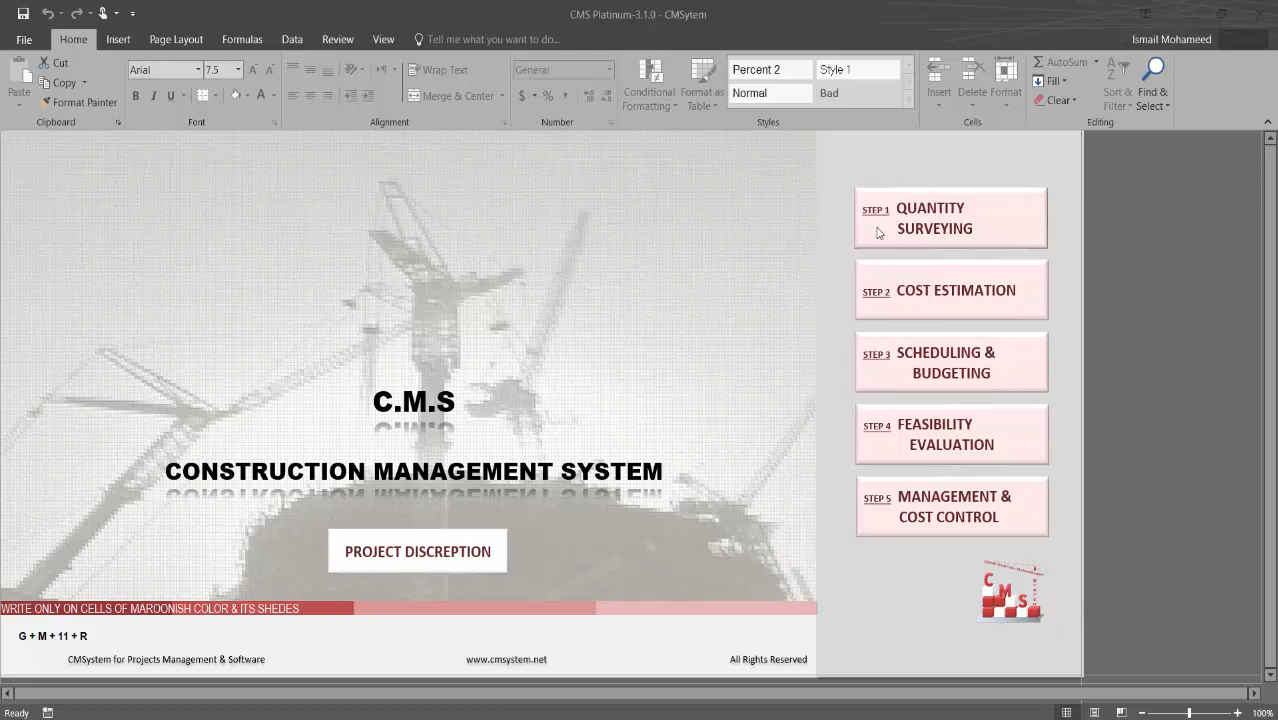 CMS Platinum-3.1.0 - CMSytem
File Home Insert Page Layout Formulas Data Review View Tell me what you want to do... Ismail Mohameed
Paste
Cut
Copy
Format Painter
Clipboard
Arial 7.5
B I U
Font
Wrap Text
Merge & Center
Alignment
General
$ % ,
Number
Conditional
Formatting
Format as
Table
Percent 2 Style 1
Normal Bad
Styles
Insert Delete Format
Cells
AutoSum
Fill
Clear
Sort &
Filter
Find &
Select
Editing
STEP 1 QUANTITY
SURVEYING
STEP 2 COST ESTIMATION
STEP 3 SCHEDULING &
BUDGETING
STEP 4 FEASIBILITY
EVALUATION
STEP 5 MANAGEMENT &
COST CONTROL
C.M.S
CONSTRUCTION MANAGEMENT SYSTEM
PROJECT DISCREPTION
C M S
WRITE ONLY ON CELLS OF MAROONISH COLOR & ITS SHEDES
G + M + 11 + R
CMSystem for Projects Management & Software www.cmsystem.net All Rights Reserved
Ready 100%